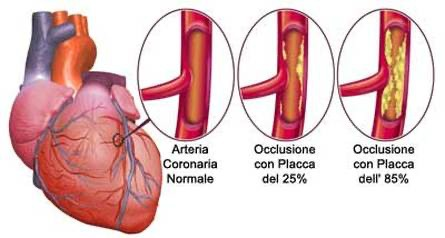 Arteria
Coronaria
Normale
Occlusione
con Placca
del 25%
Occlusione
con Placca
dell' 85%